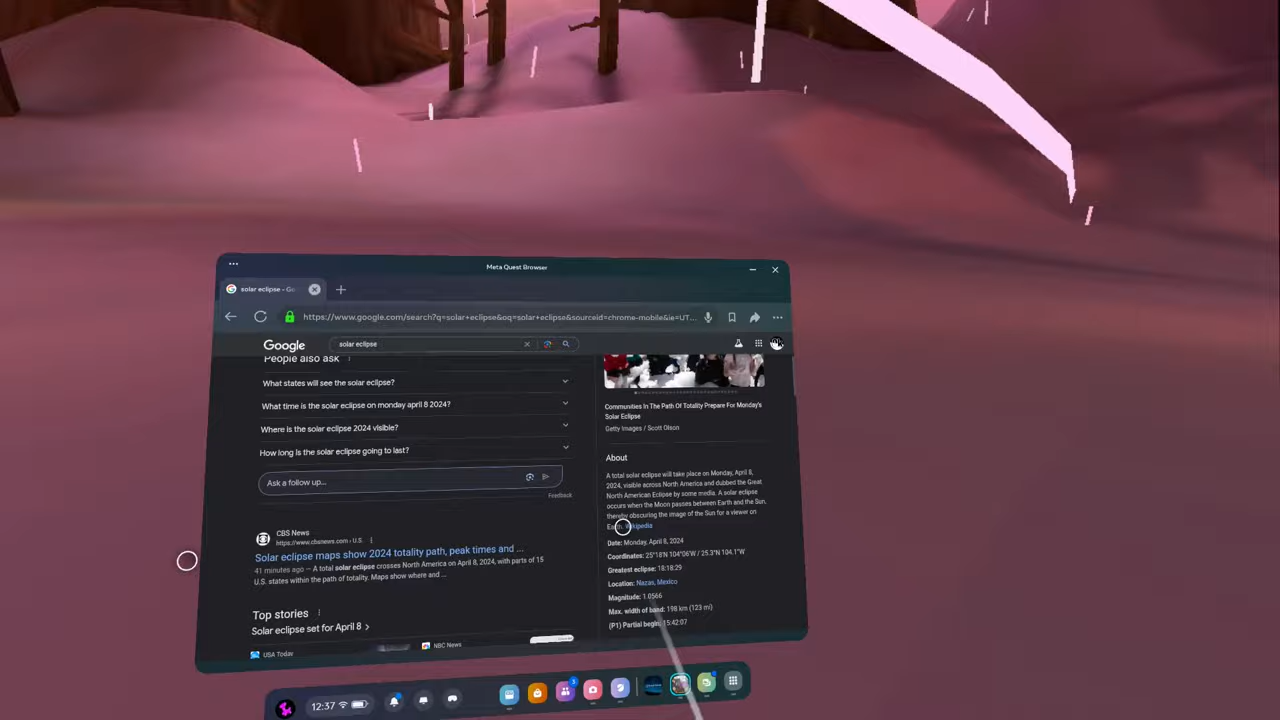 Meta Quest Browser
solar eclipse - Go
https://www.google.com/search?q=solar+eclipse&oq=solar+eclipse&sourceid=chrome-mobile&ie=UT...
Google
solar eclipse
People also ask
What states will see the solar eclipse?
What time is the solar eclipse on monday april 8 2024?
Where is the solar eclipse 2024 visible?
How long is the solar eclipse going to last?
Ask a follow up...
Feedback
CBS News
https://www.cbsnews.com › U.S.
Solar eclipse maps show 2024 totality path, peak times and ...
41 minutes ago — A total solar eclipse crosses North America on April 8, 2024, with parts of 15
U.S. states within the path of totality. Maps show where and ...
Top stories
Solar eclipse set for April 8 >
USA Today
NBC News
Communities In The Path Of Totality Prepare For Monday's
Solar Eclipse
Getty Images / Scott Olson
About
A total solar eclipse will take place on Monday, April 8,
2024, visible across North America and dubbed the Great
North American Eclipse by some media. A solar eclipse
occurs when the Moon passes between Earth and the Sun,
thereby obscuring the image of the Sun for a viewer on
Earth. Wikipedia
Date: Monday, April 8, 2024
Coordinates: 25°18′N 104°06′W / 25.3°N 104.1°W
Greatest eclipse: 18:18:29
Location: Nazas, Mexico
Magnitude: 1.0566
Max. width of band: 198 km (123 mi)
(P1) Partial begin: 15:42:07
12:37
3